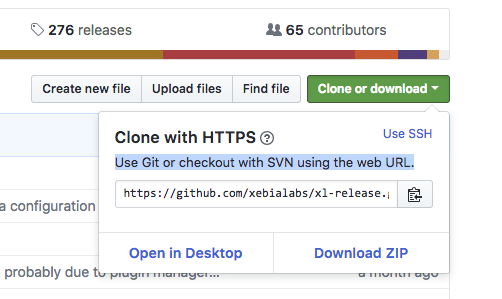 276 releases
65 contributors
Create new file
Upload files
Find file
Clone or download
Clone with HTTPS ?
Use SSH
Use Git or checkout with SVN using the web URL.
https://github.com/xebialabs/xl-release.
a configuration
Open in Desktop
Download ZIP
probably due to plugin manager...
a month ago